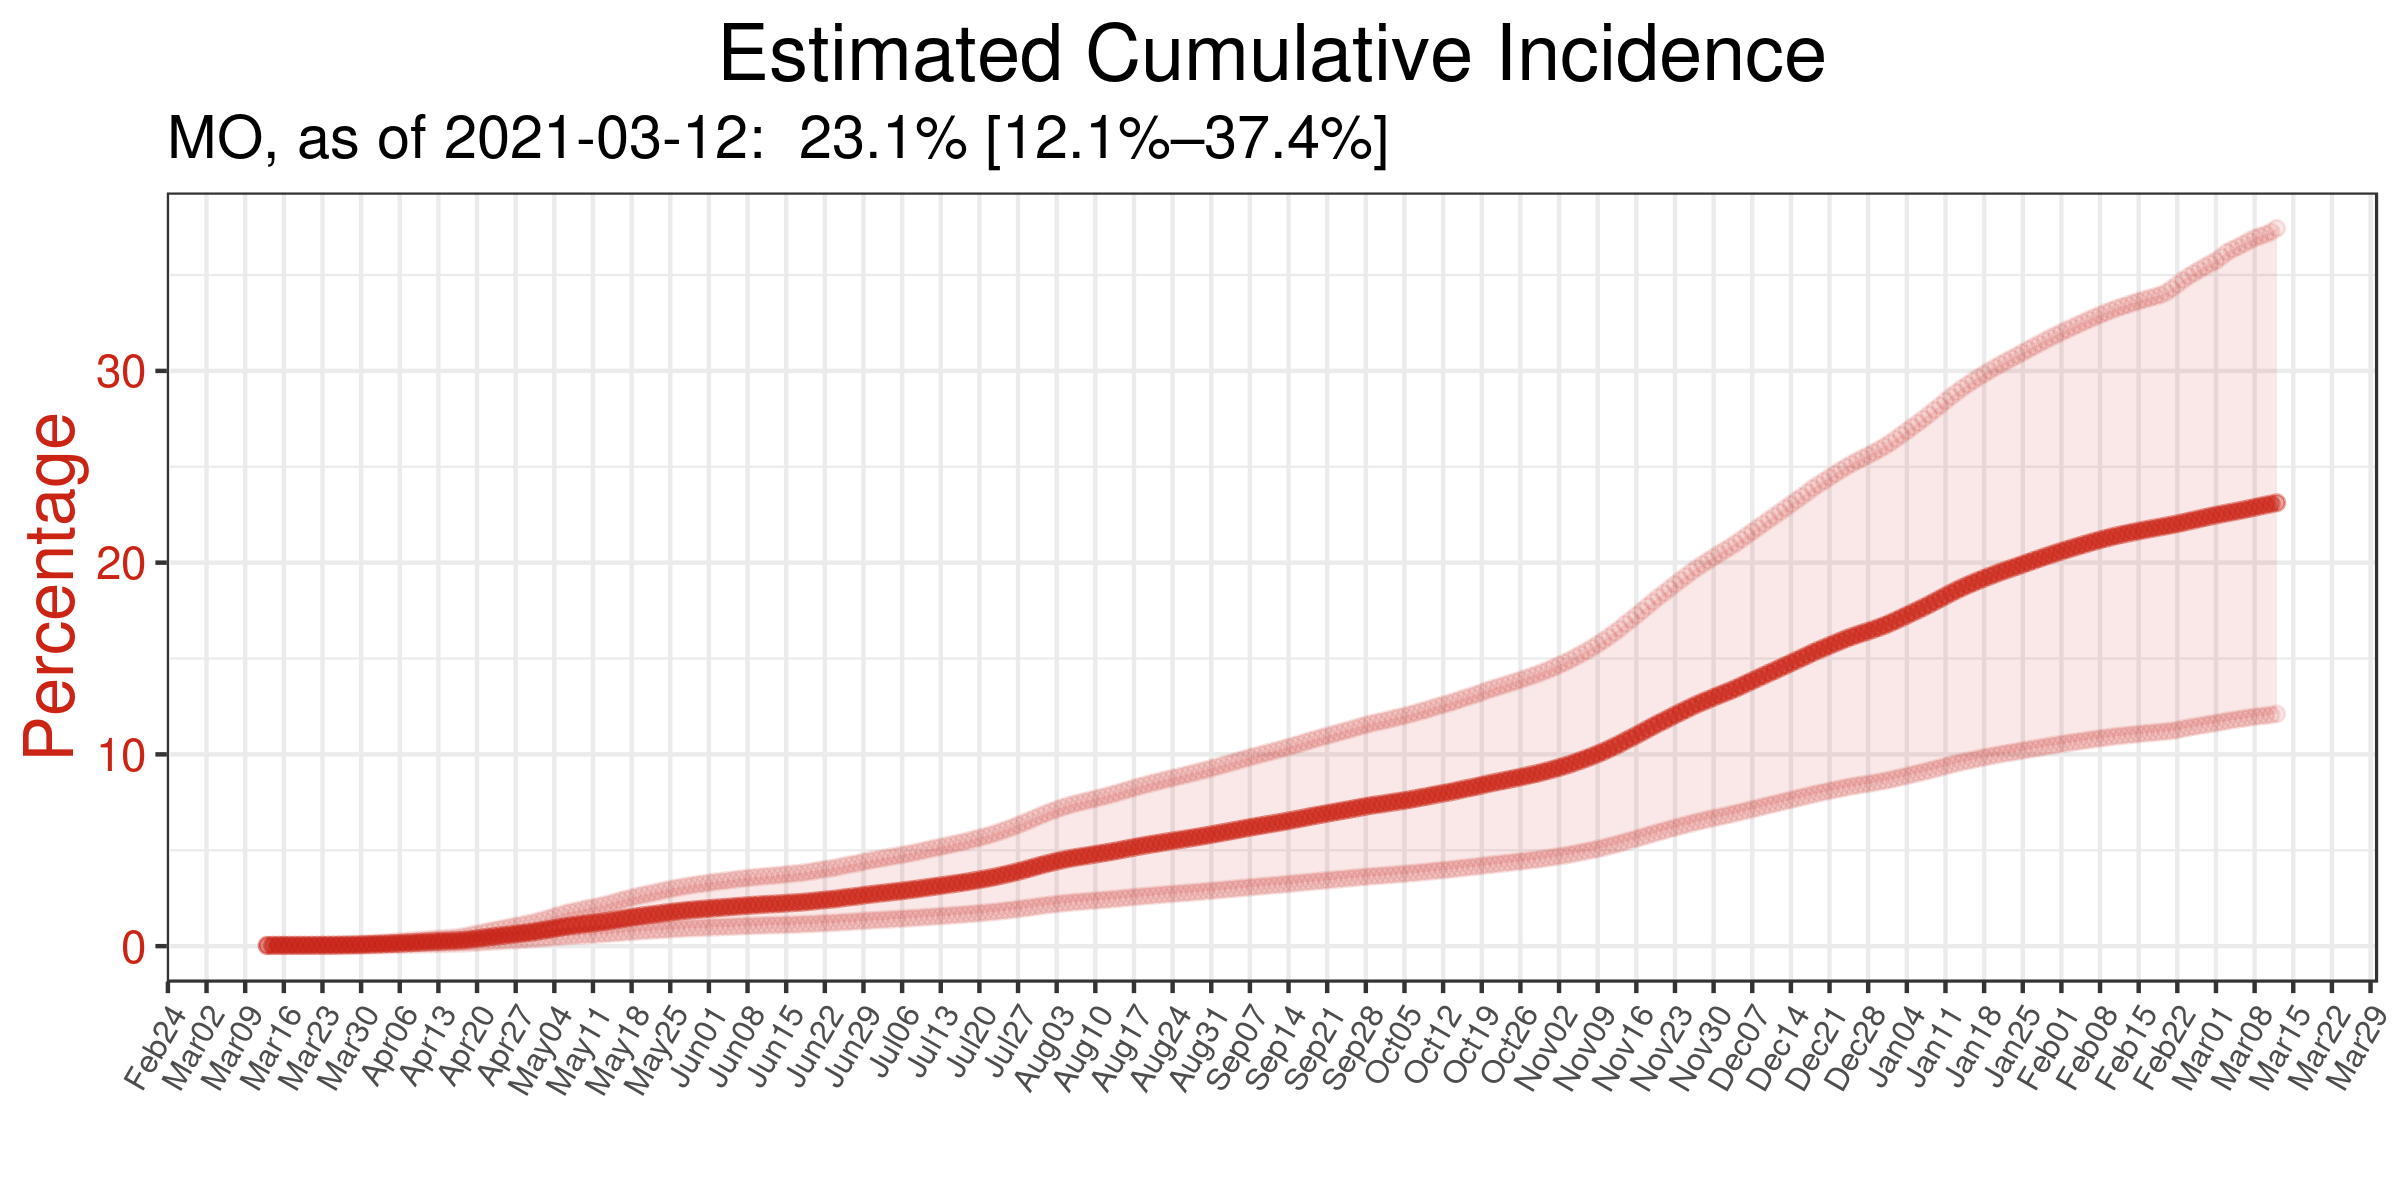 Estimated Cumulative Incidence
MO, as of 2021-03-12:  23.1% [12.1%–37.4%]
Percentage
30
20
10
0
Feb24
Mar02
Mar09
Mar16
Mar23
Mar30
Apr06
Apr13
Apr20
Apr27
May04
May11
May18
May25
Jun01
Jun08
Jun15
Jun22
Jun29
Jul06
Jul13
Jul20
Jul27
Aug03
Aug10
Aug17
Aug24
Aug31
Sep07
Sep14
Sep21
Sep28
Oct05
Oct12
Oct19
Oct26
Nov02
Nov09
Nov16
Nov23
Nov30
Dec07
Dec14
Dec21
Dec28
Jan04
Jan11
Jan18
Jan25
Feb01
Feb08
Feb15
Feb22
Mar01
Mar08
Mar15
Mar22
Mar29